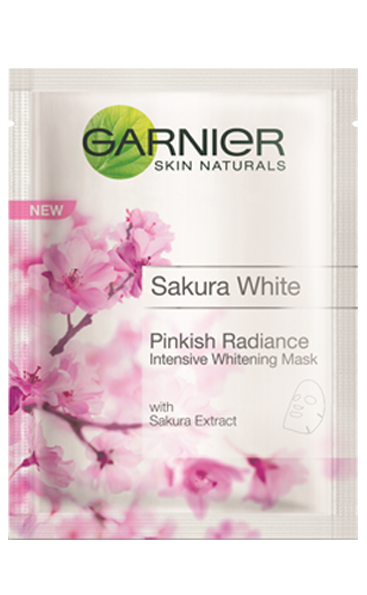 GARNIER
SKIN NATURALS
NEW
Sakura White
Pinkish Radiance
Intensive Whitening Mask
with
Sakura Extract